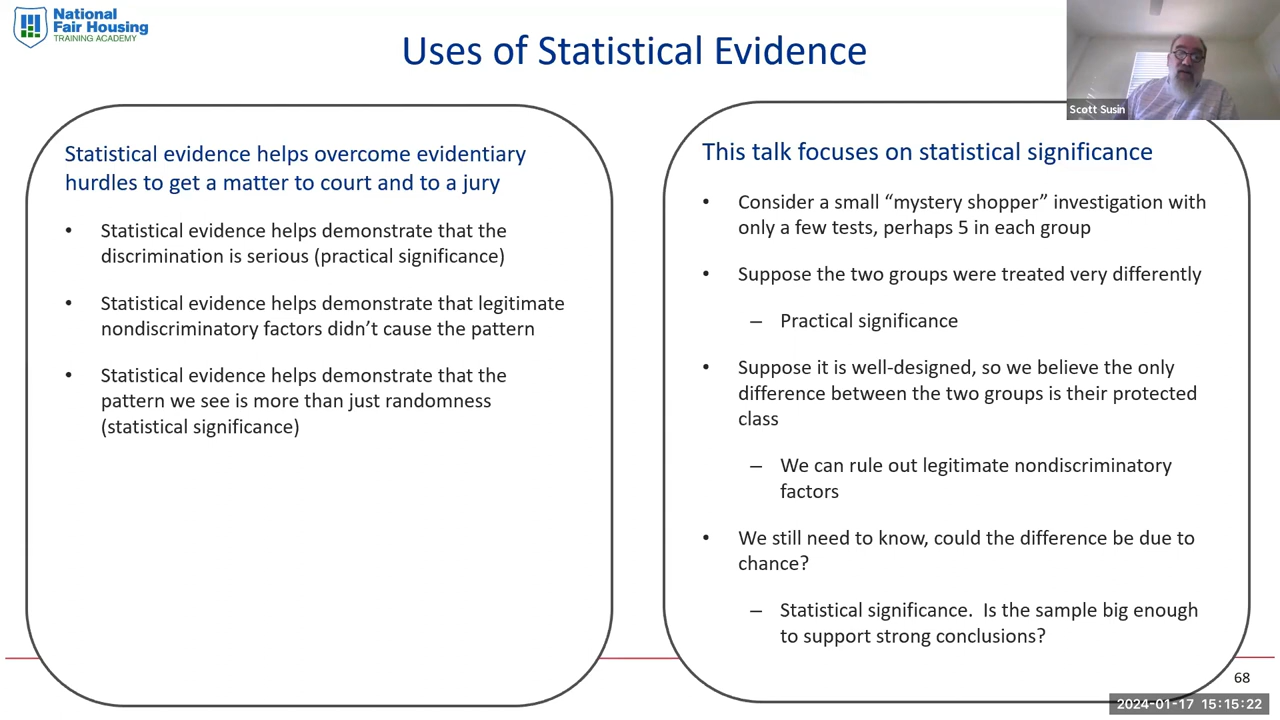 National
Fair Housing
TRAINING ACADEMY
Uses of Statistical Evidence
Scott Susin
Statistical evidence helps overcome evidentiary
hurdles to get a matter to court and to a jury
• Statistical evidence helps demonstrate that the
discrimination is serious (practical significance)
• Statistical evidence helps demonstrate that legitimate
nondiscriminatory factors didn’t cause the pattern
• Statistical evidence helps demonstrate that the
pattern we see is more than just randomness
(statistical significance)
This talk focuses on statistical significance
• Consider a small “mystery shopper” investigation with
only a few tests, perhaps 5 in each group
• Suppose the two groups were treated very differently
– Practical significance
• Suppose it is well-designed, so we believe the only
difference between the two groups is their protected
class
– We can rule out legitimate nondiscriminatory
factors
• We still need to know, could the difference be due to
chance?
– Statistical significance.  Is the sample big enough
to support strong conclusions?
68
2024-01-17 15:15:22